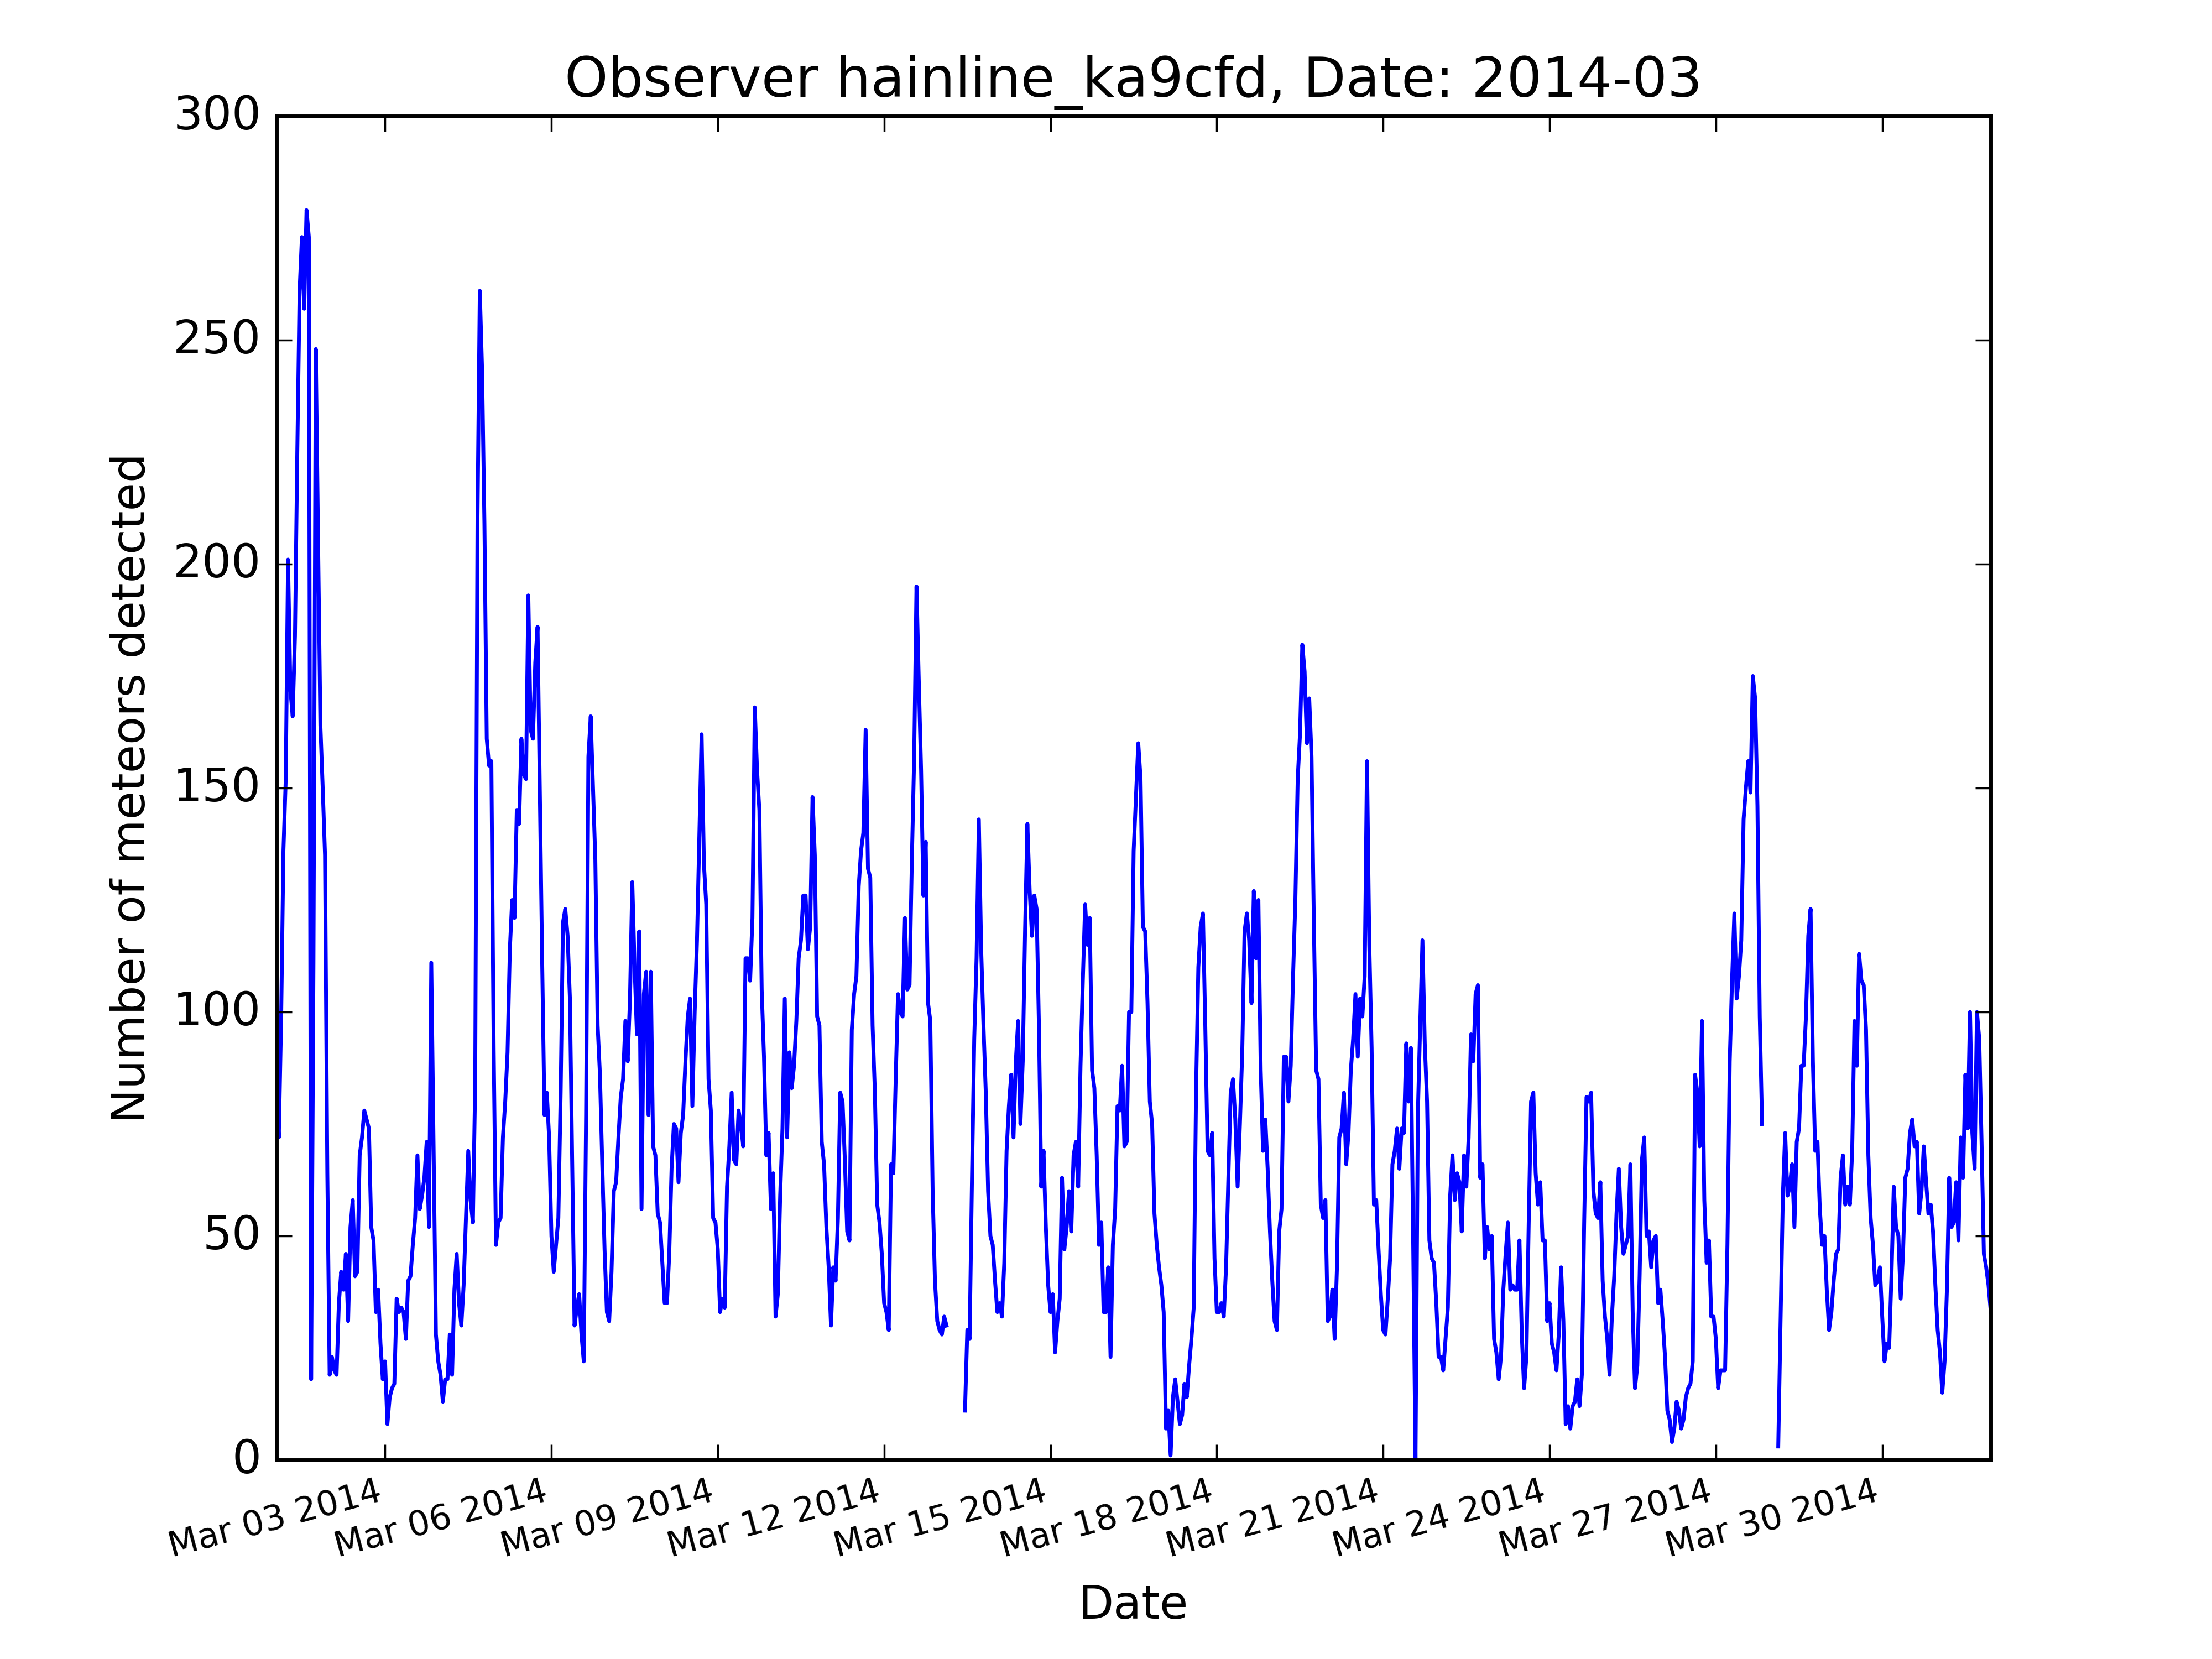 Observer hainline_ka9cfd, Date: 2014-03
Number of meteors detected
300
250
200
150
100
50
0
Mar 03 2014
Mar 06 2014
Mar 09 2014
Mar 12 2014
Mar 15 2014
Mar 18 2014
Mar 21 2014
Mar 24 2014
Mar 27 2014
Mar 30 2014
Date